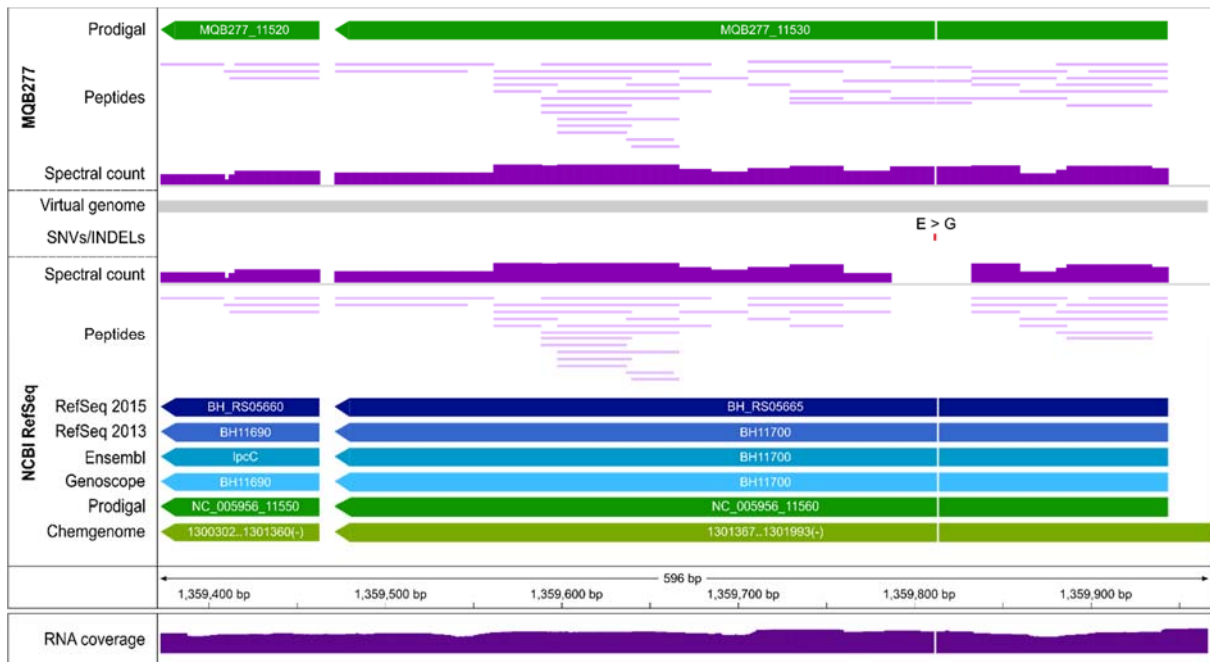 Prodigal
MQB277_11520
MQB277_11530
MQB277
Peptides
Spectral count
Virtual genome
SNVs/INDELs
E > G
Spectral count
Peptides
NCBI RefSeq
RefSeq 2015
BH_RS05660
BH_RS05665
RefSeq 2013
BH11690
BH11700
Ensembl
lpcC
BH11700
Genoscope
BH11690
BH11700
Prodigal
NC_005956_11550
NC_005956_11560
Chemgenome
1300302..1301360(-)
1301367..1301993(-)
596 bp
1,359,400 bp
1,359,500 bp
1,359,600 bp
1,359,700 bp
1,359,800 bp
1,359,900 bp
RNA coverage